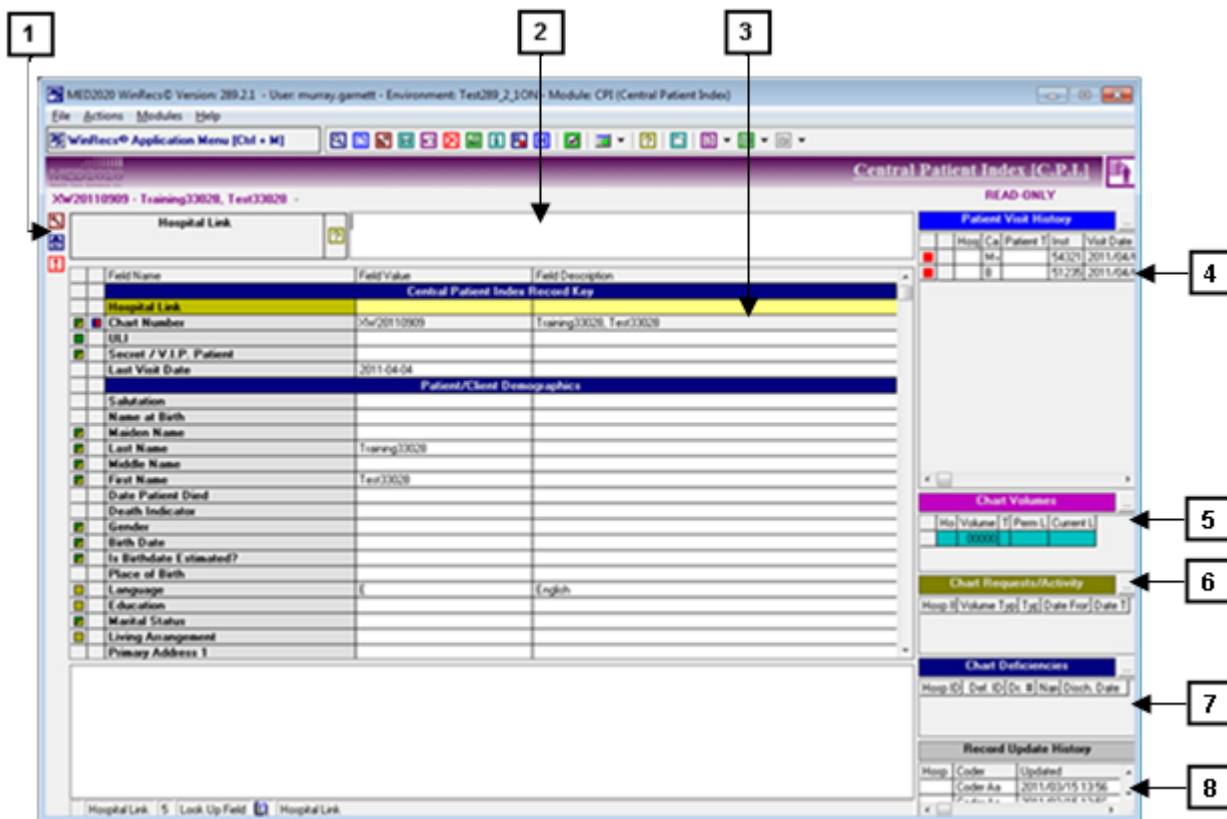 1
2
3
MED2020 WinRecs© Version: 289.2.1 - User: murray.garnett - Environment: Test289_2_1ON - Module: CPI (Central Patient Index)
File Actions Modules Help
WinRecs© Application Menu [Ctrl + M]
MED2020
Central Patient Index [C.P.I.]
XW20110909 - Training33028, Test33028 -
READ-ONLY
Hospital Link
Patient Visit History
Hosp Ca Patient T Inst Visit Date
54321 2011/04/
B 51235 2011/04/
4
Field Name Field Value Field Description
Central Patient Index Record Key
Hospital Link
Chart Number XW20110909 Training33028, Test33028
ULI
Secret / V.I.P. Patient
Last Visit Date 2011-04-04
Patient/Client Demographics
Salutation
Name at Birth
Maiden Name
Last Name Training33028
Middle Name
First Name Test33028
Date Patient Died
Death Indicator
Gender
Birth Date
Is Birthdate Estimated?
Place of Birth
Language E English
Education
Marital Status
Living Arrangement
Primary Address 1
Chart Volumes
Ho Volume T Perm L Current L
00000
5
Chart Requests/Activity
6
Hosp I Volume Typ Typ Date From Date T
Chart Deficiencies
Hosp ID Def. ID Dr. # Nam Disch. Date
7
Record Update History
Hosp Coder Updated
Coder Aa 2011/03/15 13:56
8
Hospital Link 5 Look Up Field Hospital Link